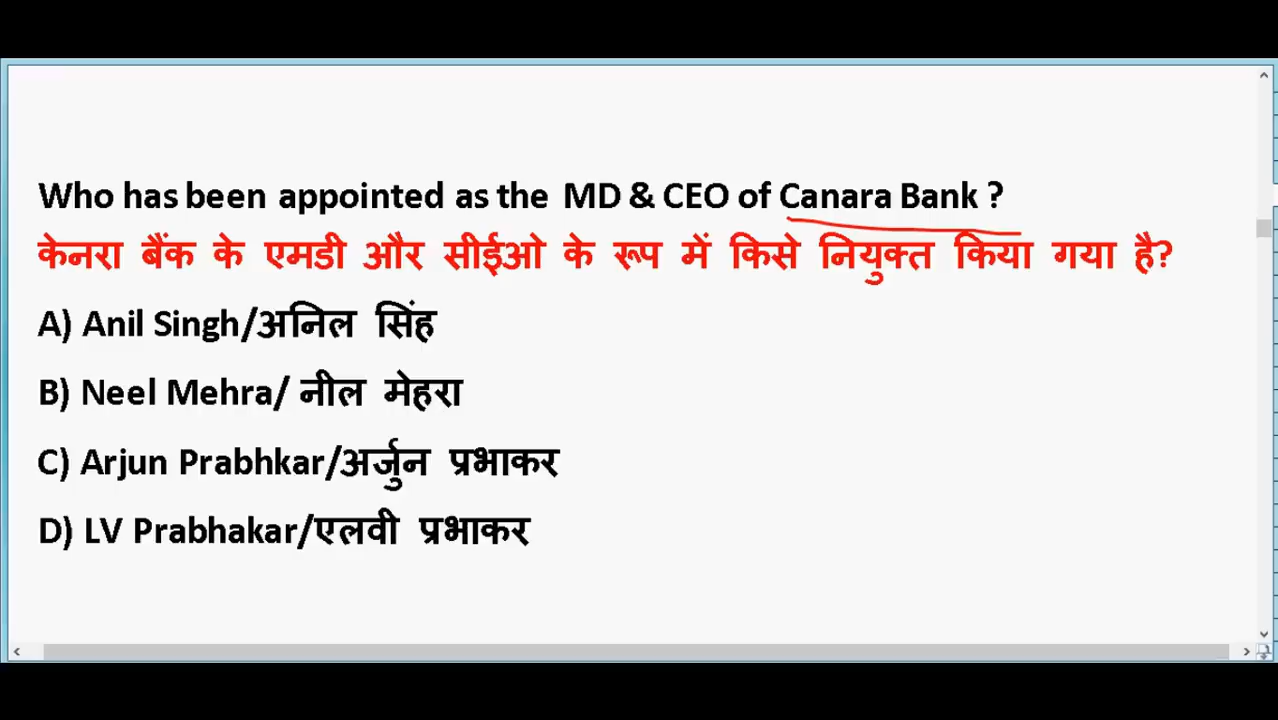 Who has been appointed as the MD & CEO of Canara Bank ?
केनरा बैंक के एमडी और सीईओ के रूप में किसे नियुक्त किया गया है?
A) Anil Singh/अनिल सिंह
B) Neel Mehra/ नील मेहरा
C) Arjun Prabhkar/अर्जुन प्रभाकर
D) LV Prabhakar/एलवी प्रभाकर